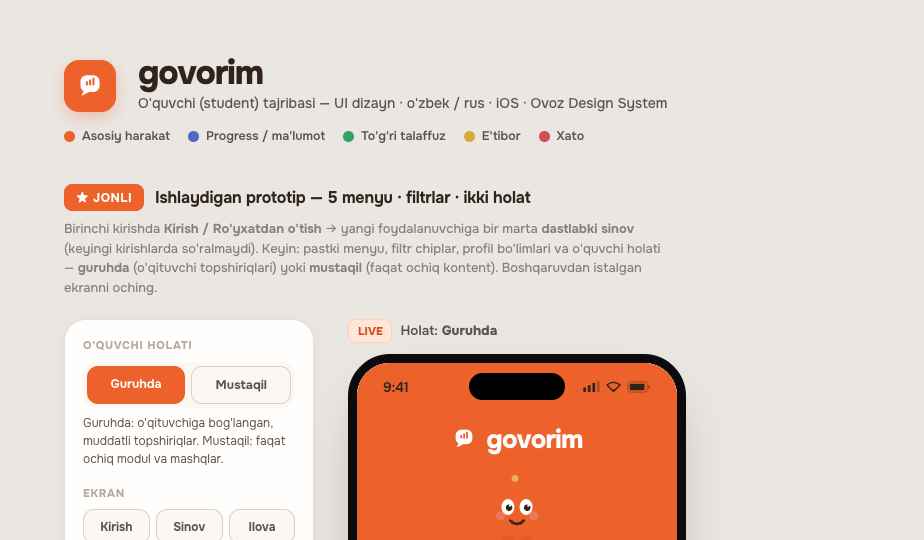 govorim
O'quvchi (student) tajribasi — UI dizayn · o'zbek / rus · iOS · Ovoz Design System
Asosiy harakat
Progress / ma'lumot
To'g'ri talaffuz
E'tibor
Xato
★ JONLI
Ishlaydigan prototip — 5 menyu · filtrlar · ikki holat
Birinchi kirishda Kirish / Ro'yxatdan o'tish → yangi foydalanuvchiga bir marta dastlabki sinov
(keyingi kirishlarda so'ralmaydi). Keyin: pastki menyu, filtr chiplar, profil bo'limlari va o'quvchi holati
— guruhda (o'qituvchi topshiriqlari) yoki mustaqil (faqat ochiq kontent). Boshqaruvdan istalgan
ekranni oching.
O'QUVCHI HOLATI
Guruhda
Mustaqil
Guruhda: o'qituvchiga bog'langan,
muddatli topshiriqlar. Mustaqil: faqat
ochiq modul va mashqlar.
EKRAN
Kirish
Sinov
Ilova
LIVE
Holat: Guruhda
9:41
govorim